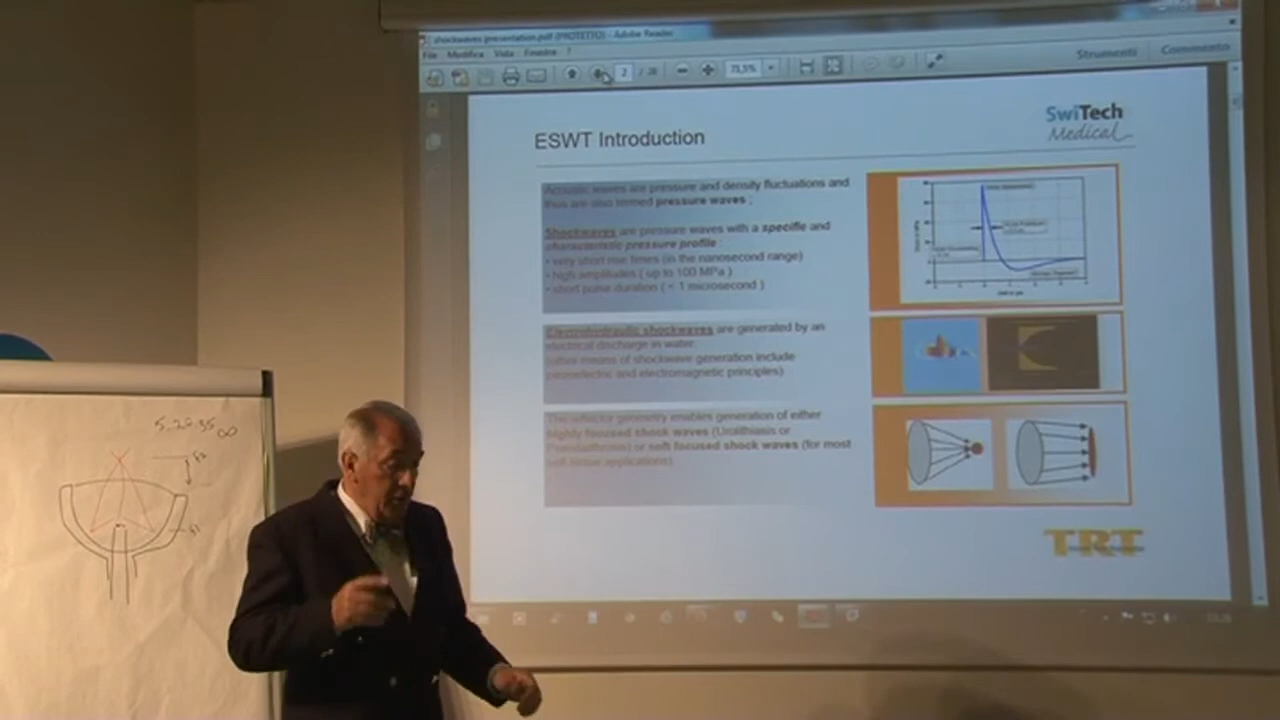 shockwaves presentation.pdf (PROTETTO) - Adobe Reader
File Modifica Vista Finestra ?
2 / 28 73,5% Strumenti Commento
SwiTech
Medical
ESWT Introduction
Acoustic waves are pressure and density fluctuations and
thus are also termed pressure waves ;
Shockwaves are pressure waves with a specific and
characteristic pressure profile :
• very short rise times (in the nanosecond range)
• high amplitudes ( up to 100 MPa )
• short pulse duration ( < 1 microsecond )
Electrohydraulic shockwaves are generated by an
electrical discharge in water.
(other means of shockwave generation include
piezoelectric and electromagnetic principles)
The reflector geometry enables generation of either
highly focused shock waves (Urolithiasis or
Pseudarthrosis) or soft focused shock waves (for most
soft tissue applications)
TRT
5.20.35 ∞
f2
f1